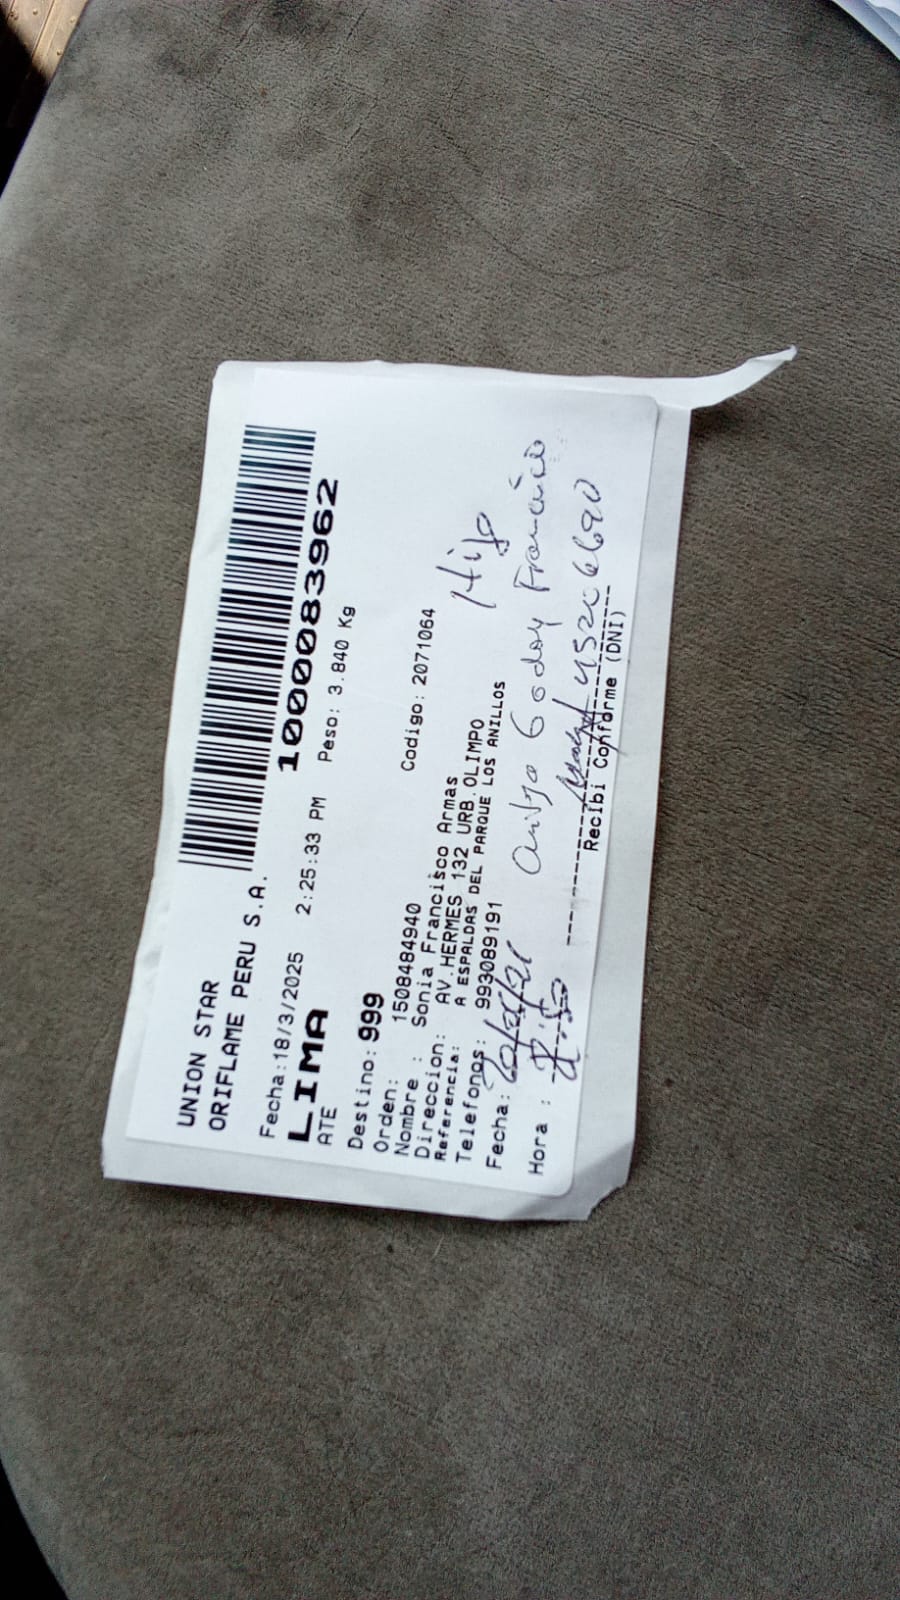 UNION STAR
ORIFLAME PERU S.A.
Fecha:18/3/2025 2:25:33 PM
1000083962
LIMA
Peso: 3.840 Kg
ATE
Destino: 999
Orden: 1508484940
Codigo: 2071064
Nombre : Sonia Francisco Armas
Direccion: AV.HERMES 132 URB.OLIMPO
Referencia: A ESPALDAS DEL PARQUE LOS ANILLOS
Telefonos: 993089191
Hijo
Fecha:
Godoy Francisco
Hora :
Recibi Conforme (DNI)